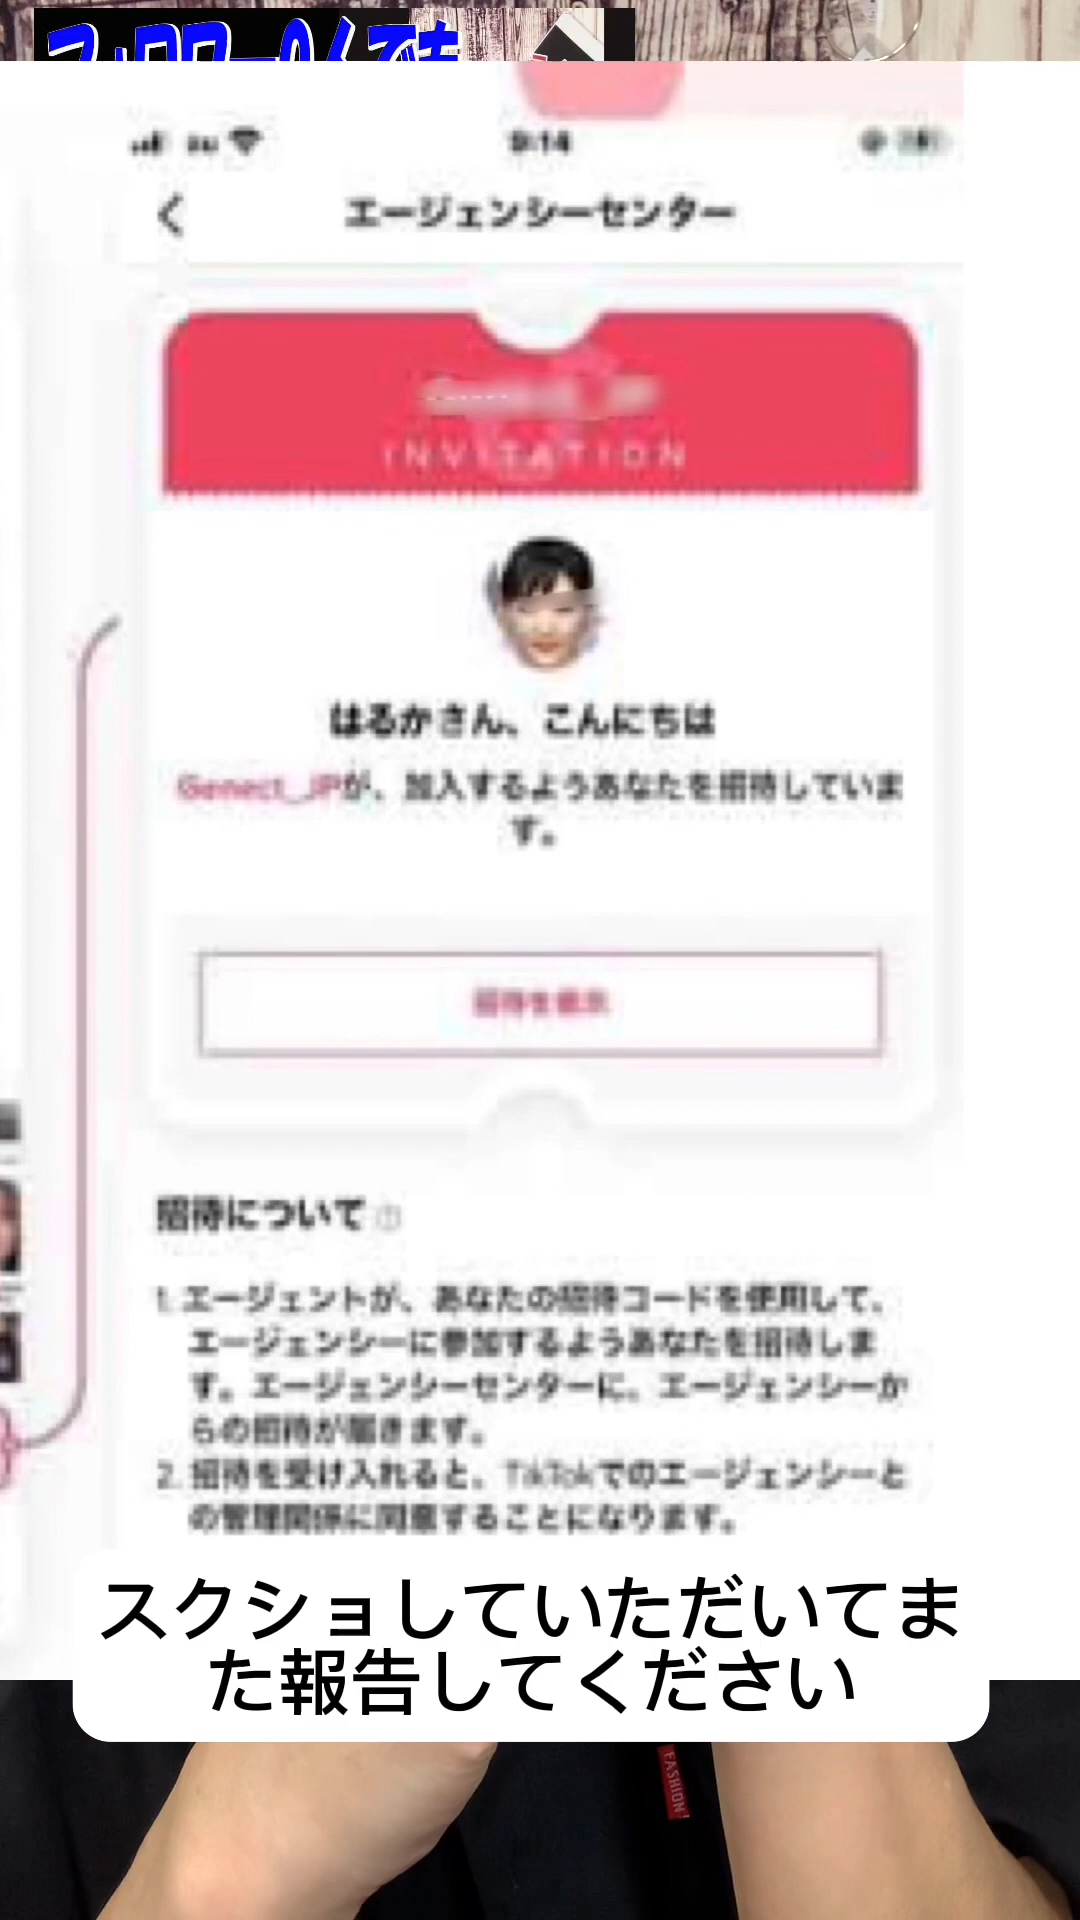 9:14
エージェンシーセンター
INVITATION
はるかさん、こんにちは
Genect_JPが、加入するようあなたを招待していま
す。
招待を表示
招待について
1. エージェントが、あなたの招待コードを使用して、
エージェンシーに参加するようあなたを招待しま
す。エージェンシーセンターに、エージェンシーか
らの招待が届きます。
2. 招待を受け入れると、TikTokでのエージェンシーと
の管理関係に同意することになります。
スクショしていただいてま
た報告してください
FASHION